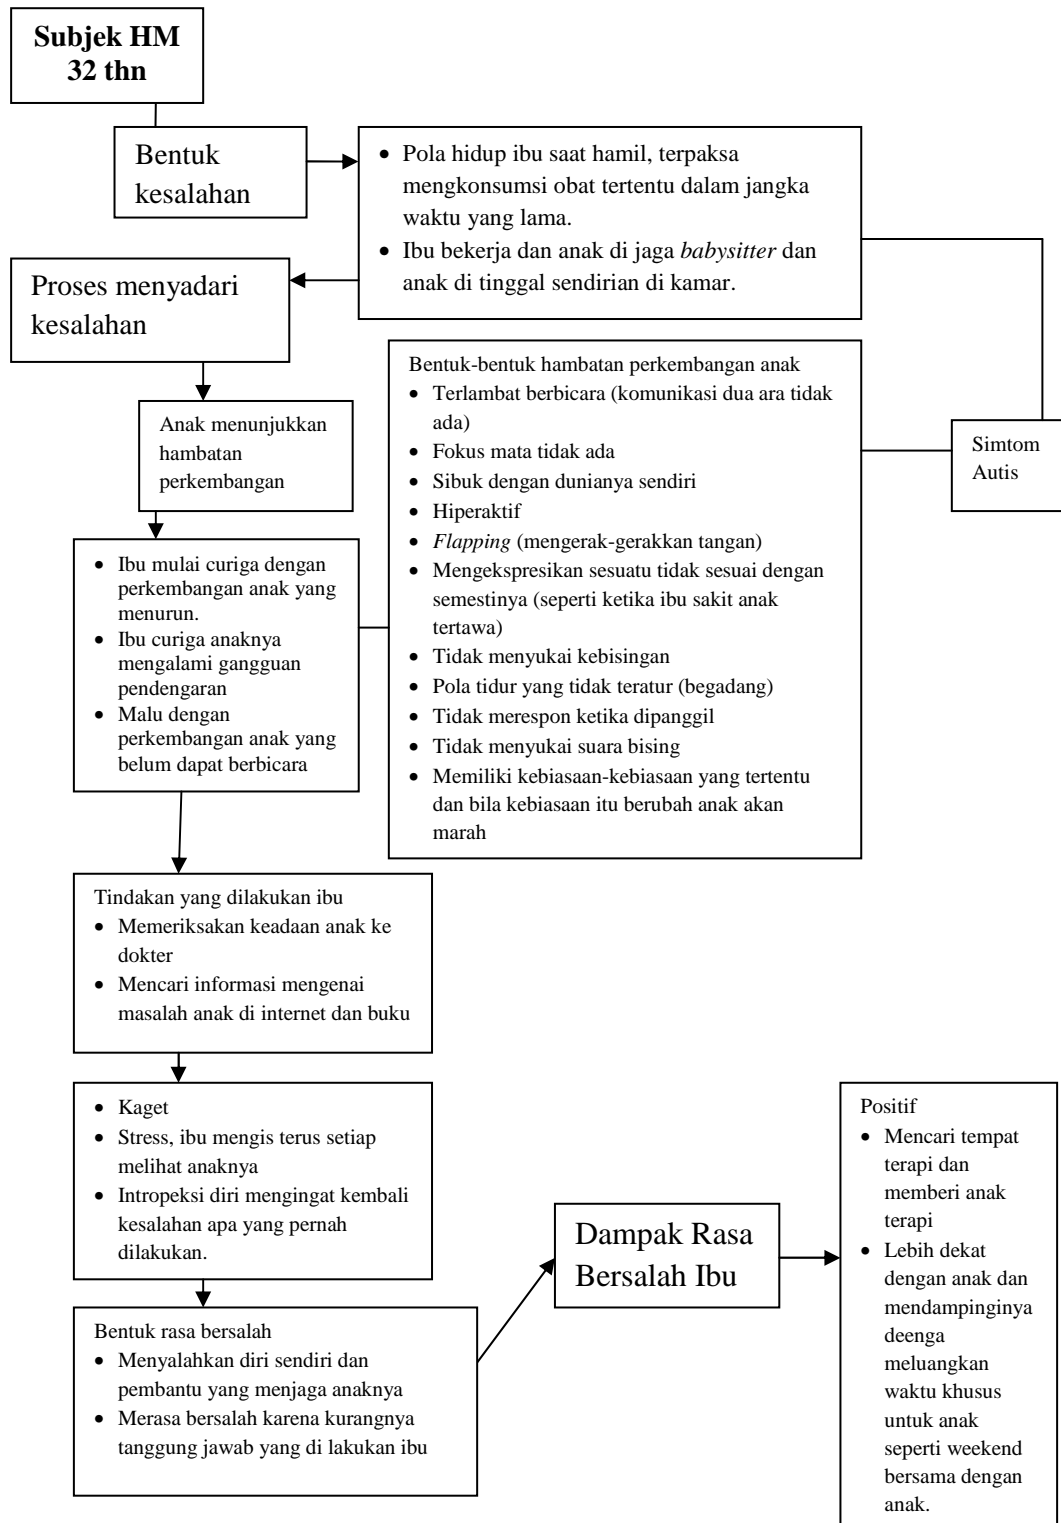 Subjek HM
32 thn
Bentuk
kesalahan
• Pola hidup ibu saat hamil, terpaksa
mengkonsumsi obat tertentu dalam jangka
waktu yang lama.
• Ibu bekerja dan anak di jaga babysitter dan
anak di tinggal sendirian di kamar.
Proses menyadari
kesalahan
Anak menunjukkan
hambatan
perkembangan
Bentuk-bentuk hambatan perkembangan anak
• Terlambat berbicara (komunikasi dua ara tidak
ada)
• Fokus mata tidak ada
• Sibuk dengan dunianya sendiri
• Hiperaktif
• Flapping (mengerak-gerakkan tangan)
• Mengekspresikan sesuatu tidak sesuai dengan
semestinya (seperti ketika ibu sakit anak
tertawa)
• Tidak menyukai kebisingan
• Pola tidur yang tidak teratur (begadang)
• Tidak merespon ketika dipanggil
• Tidak menyukai suara bising
• Memiliki kebiasaan-kebiasaan yang tertentu
dan bila kebiasaan itu berubah anak akan
marah
Simtom
Autis
• Ibu mulai curiga dengan
perkembangan anak yang
menurun.
• Ibu curiga anaknya
mengalami gangguan
pendengaran
• Malu dengan
perkembangan anak yang
belum dapat berbicara
Tindakan yang dilakukan ibu
• Memeriksakan keadaan anak ke
dokter
• Mencari informasi mengenai
masalah anak di internet dan buku
• Kaget
• Stress, ibu mengis terus setiap
melihat anaknya
• Intropeksi diri mengingat kembali
kesalahan apa yang pernah
dilakukan.
Bentuk rasa bersalah
• Menyalahkan diri sendiri dan
pembantu yang menjaga anaknya
• Merasa bersalah karena kurangnya
tanggung jawab yang di lakukan ibu
Dampak Rasa
Bersalah Ibu
Positif
• Mencari tempat
terapi dan
memberi anak
terapi
• Lebih dekat
dengan anak dan
mendampinginya
deenga
meluangkan
waktu khusus
untuk anak
seperti weekend
bersama dengan
anak.